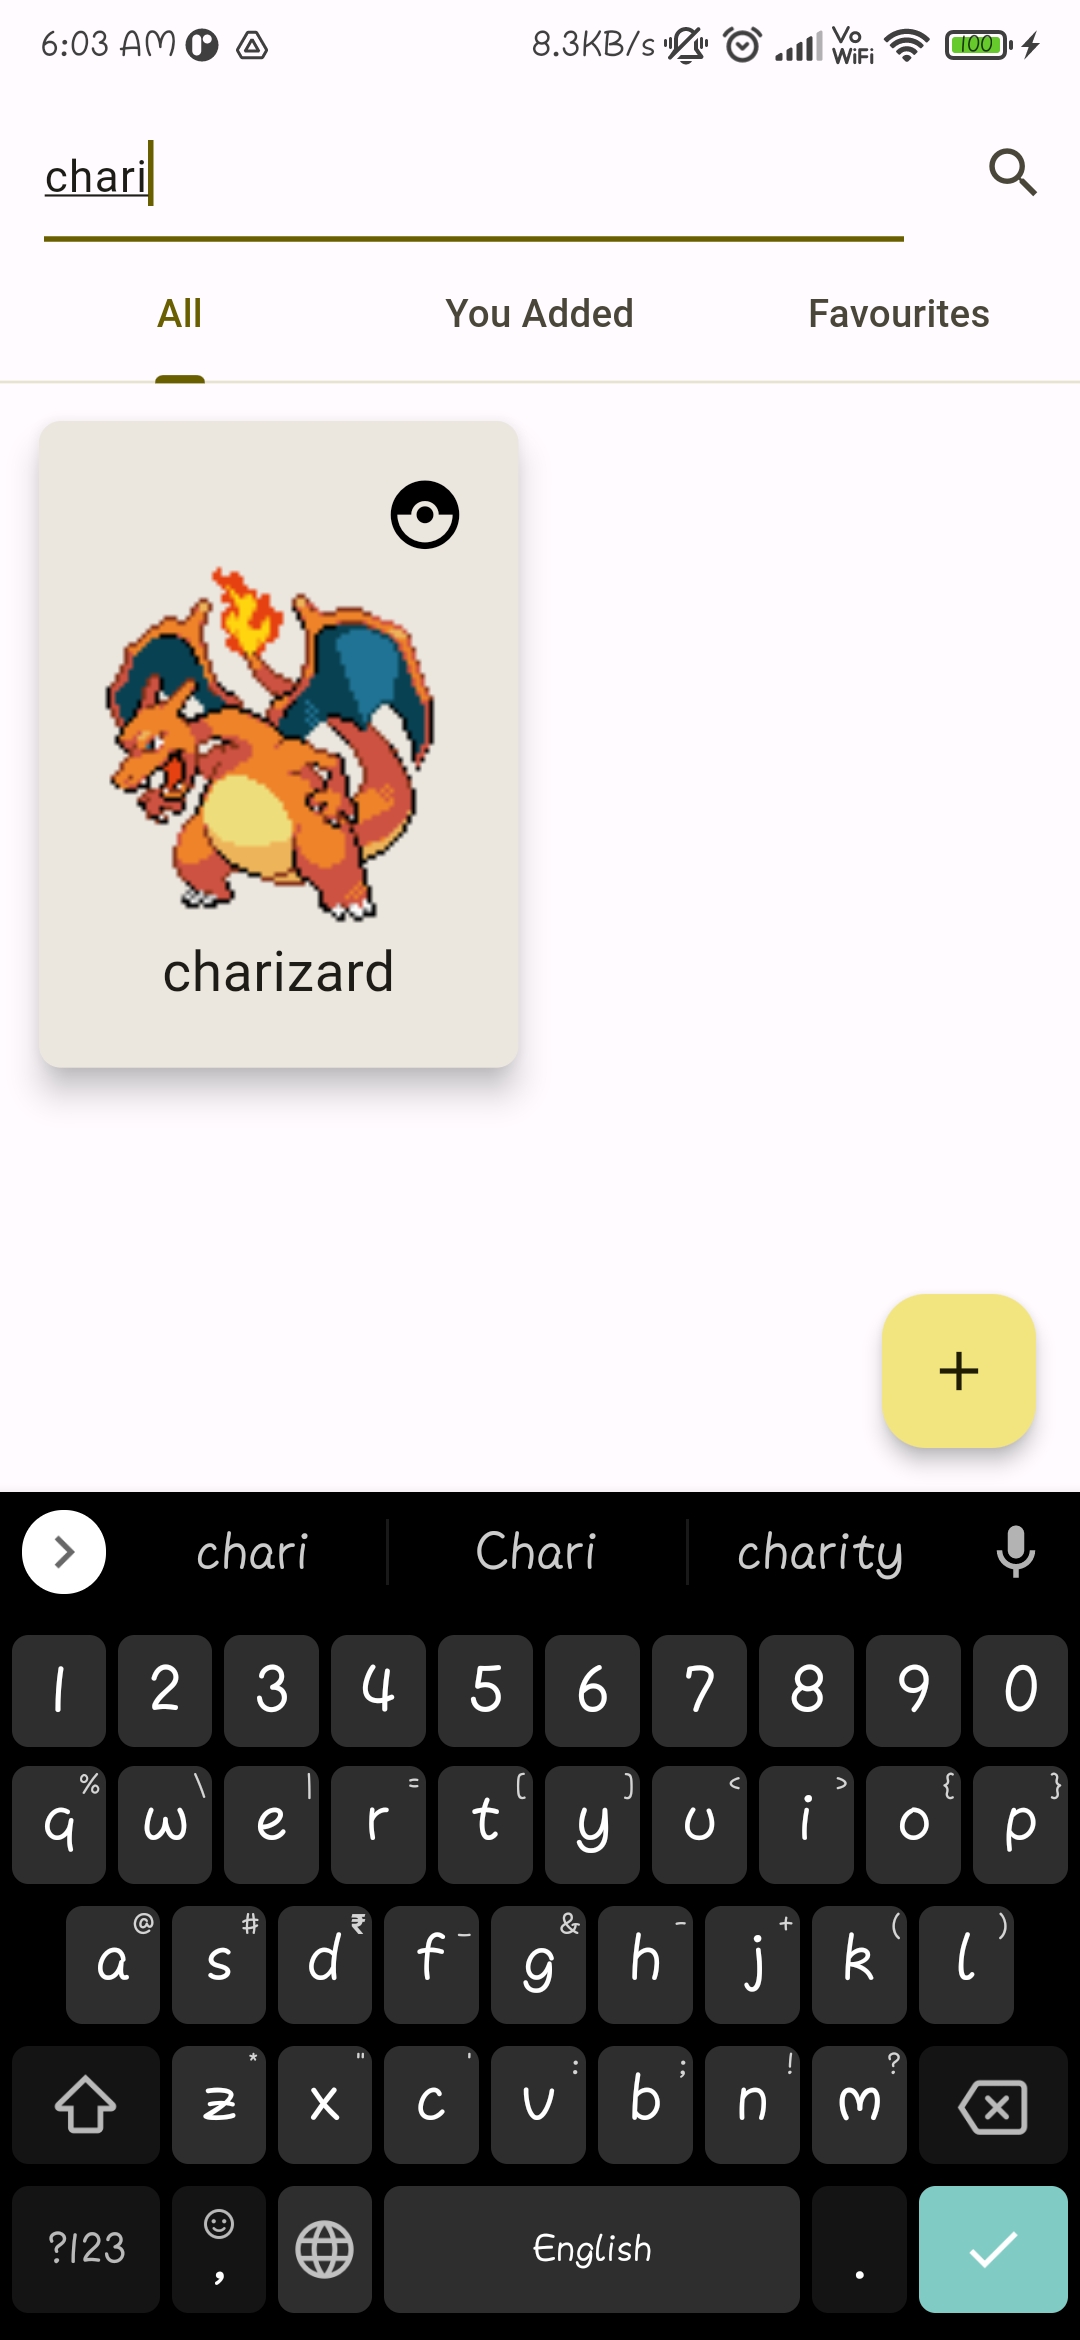 6:03 AM 8.3KB/s Vo WiFi 100
chari
All You Added Favourites
charizard
+
chari Chari charity
1 2 3 4 5 6 7 8 9 0
% \ | = [ ] < > { }
q w e r t y u i o p
@ # ₹ _ & - + ( )
a s d f g h j k l
* " ' : ; ! ?
z x c v b n m
?123 , English .